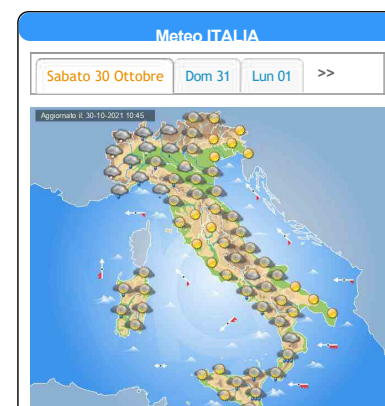 Meteo ITALIA
Sabato 30 Ottobre Dom 31 Lun 01 >>
Aggiornato il: 30-10-2021 10:45